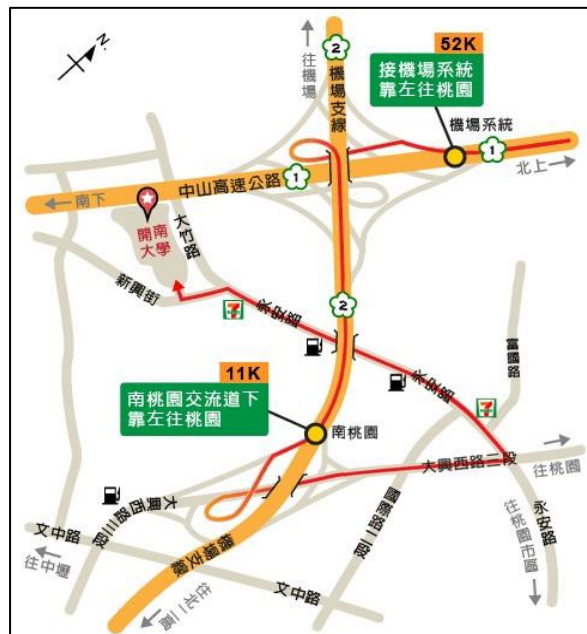 N.
往機場
2
機場支線
52K
接機場系統
靠左往桃園
機場系統
1
北上
中山高速公路
1
南下
開南
大學
大竹路
新興街
7
永安路
2
富國路
永安路
7
11K
南桃園交流道下
靠左往桃園
南桃園
大興西路二段
往桃園
大興西路三段
國際路二段
永安路
往桃園市區
文中路
往中壢
機場支線
文中路
往北二高